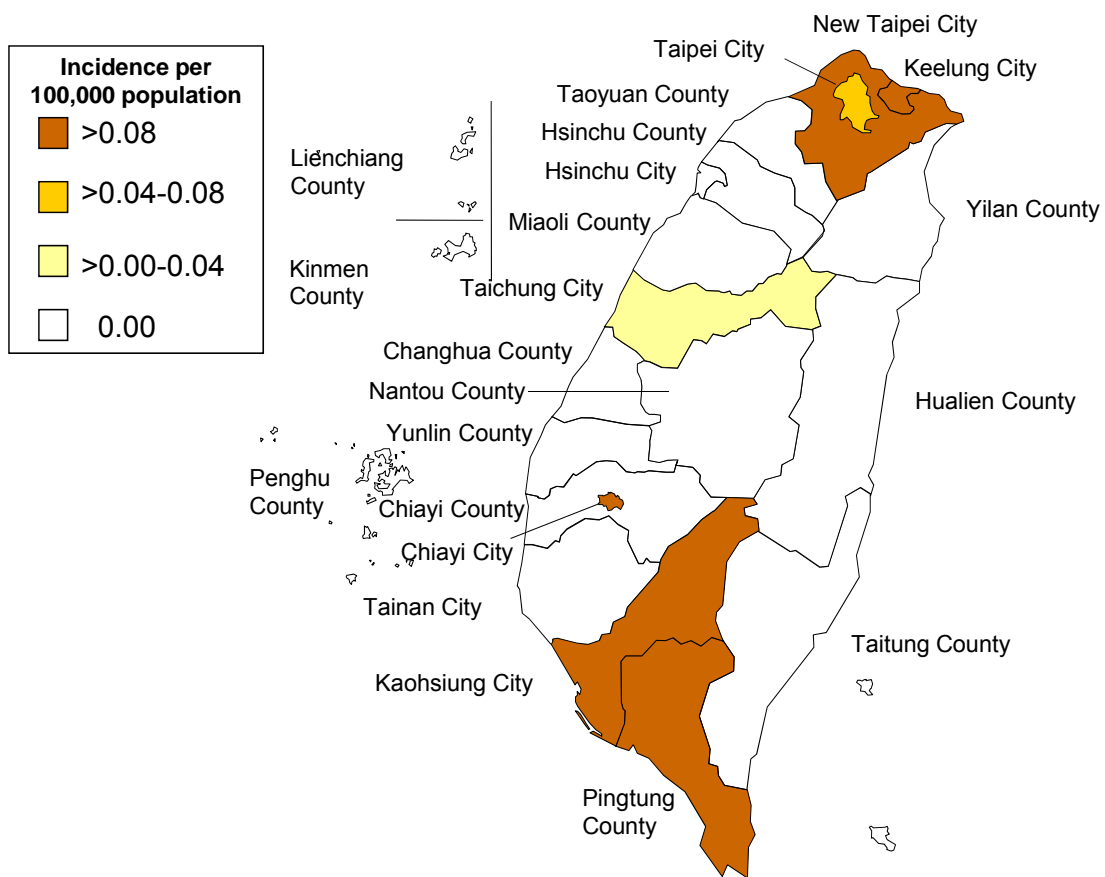 Incidence per
100,000 population
>0.08
>0.04-0.08
>0.00-0.04
0.00
New Taipei City
Taipei City
Keelung City
Taoyuan County
Hsinchu County
Lienchiang
County
Hsinchu City
Miaoli County
Yilan County
Kinmen
County
Taichung City
Changhua County
Nantou County
Hualien County
Yunlin County
Penghu
County
Chiayi County
Chiayi City
Tainan City
Taitung County
Kaohsiung City
Pingtung
County